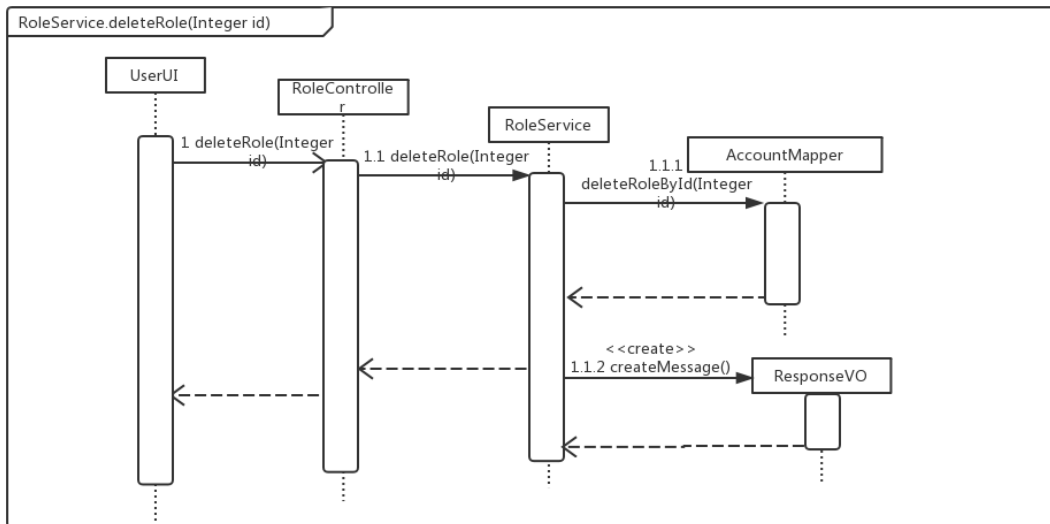 RoleService.deleteRole(Integer id)
UserUI
RoleControlle
r
RoleService
AccountMapper
1 deleteRole(Integer
id)
1.1 deleteRole(Integer
id)
1.1.1
deleteRoleById(Integer
id)
<<create>>
1.1.2 createMessage()
ResponseVO